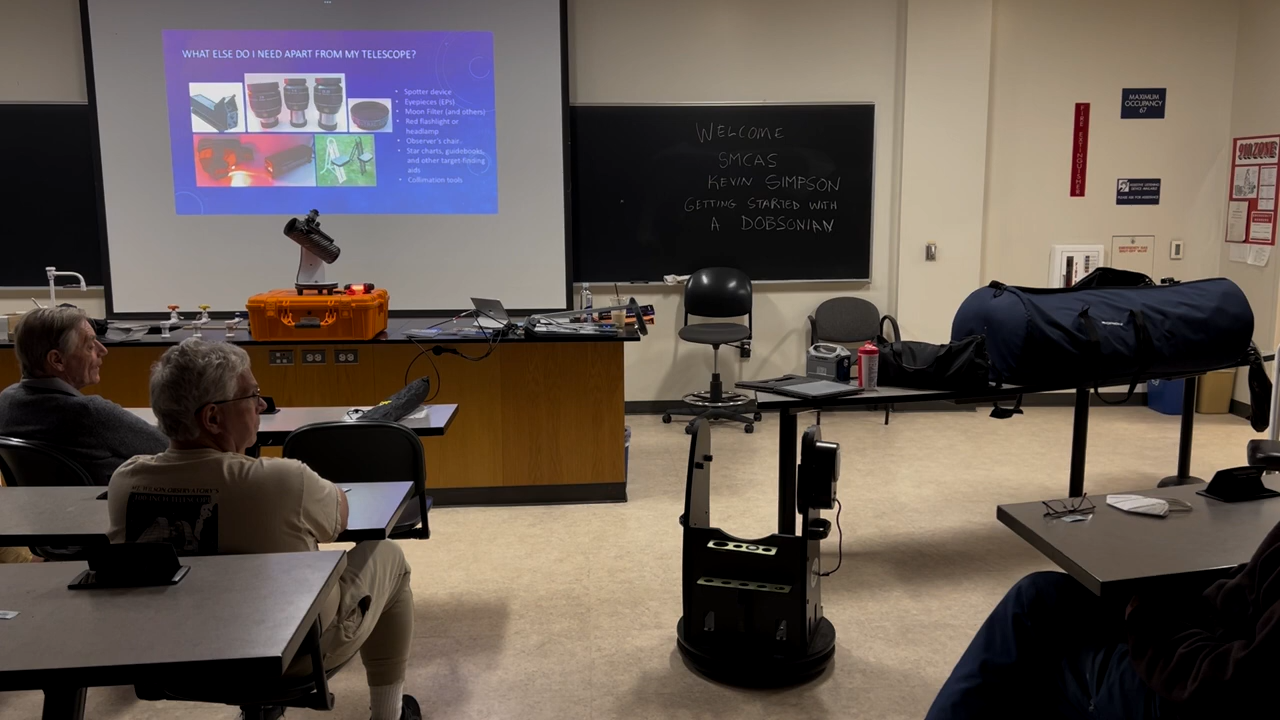 WHAT ELSE DO I NEED APART FROM MY TELESCOPE?
• Spotter device
• Eyepieces (EPs)
• Moon Filter (and others)
• Red flashlight or
headlamp
• Observer's chair
• Star charts, guidebooks,
and other target finding
aids
• Collimation tools
WELCOME
SMCAS
KEVIN SIMPSON
GETTING STARTED WITH
A DOBSONIAN
FIRE EXTINGUISHER
MAXIMUM
OCCUPANCY
67